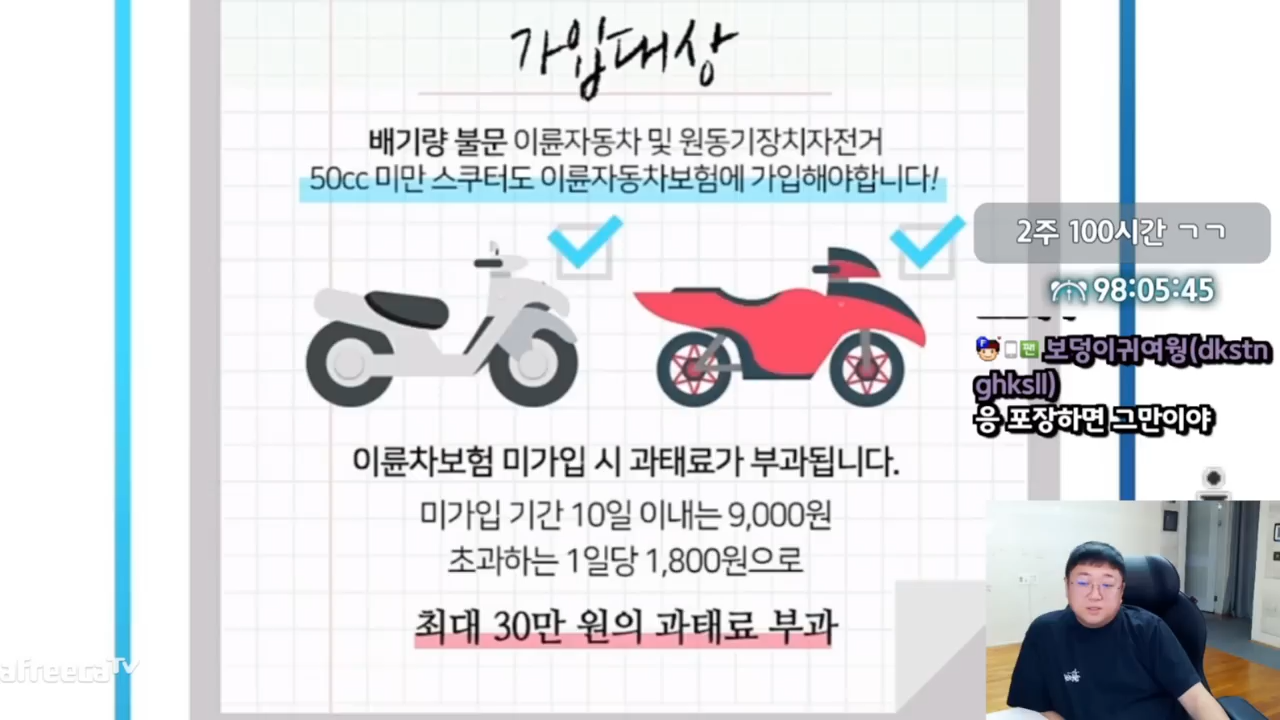 가입대상
배기량 불문 이륜자동차 및 원동기장치자전거
50cc 미만 스쿠터도 이륜자동차보험에 가입해야합니다!
이륜차보험 미가입 시 과태료가 부과됩니다.
미가입 기간 10일 이내는 9,000원
초과하는 1일당 1,800원으로
최대 30만 원의 과태료 부과
2주 100시간 ㄱㄱ
98:05:45
팬 보덩이귀여웡(dkstn
ghksll)
응 포장하면 그만이야
afreecaTV